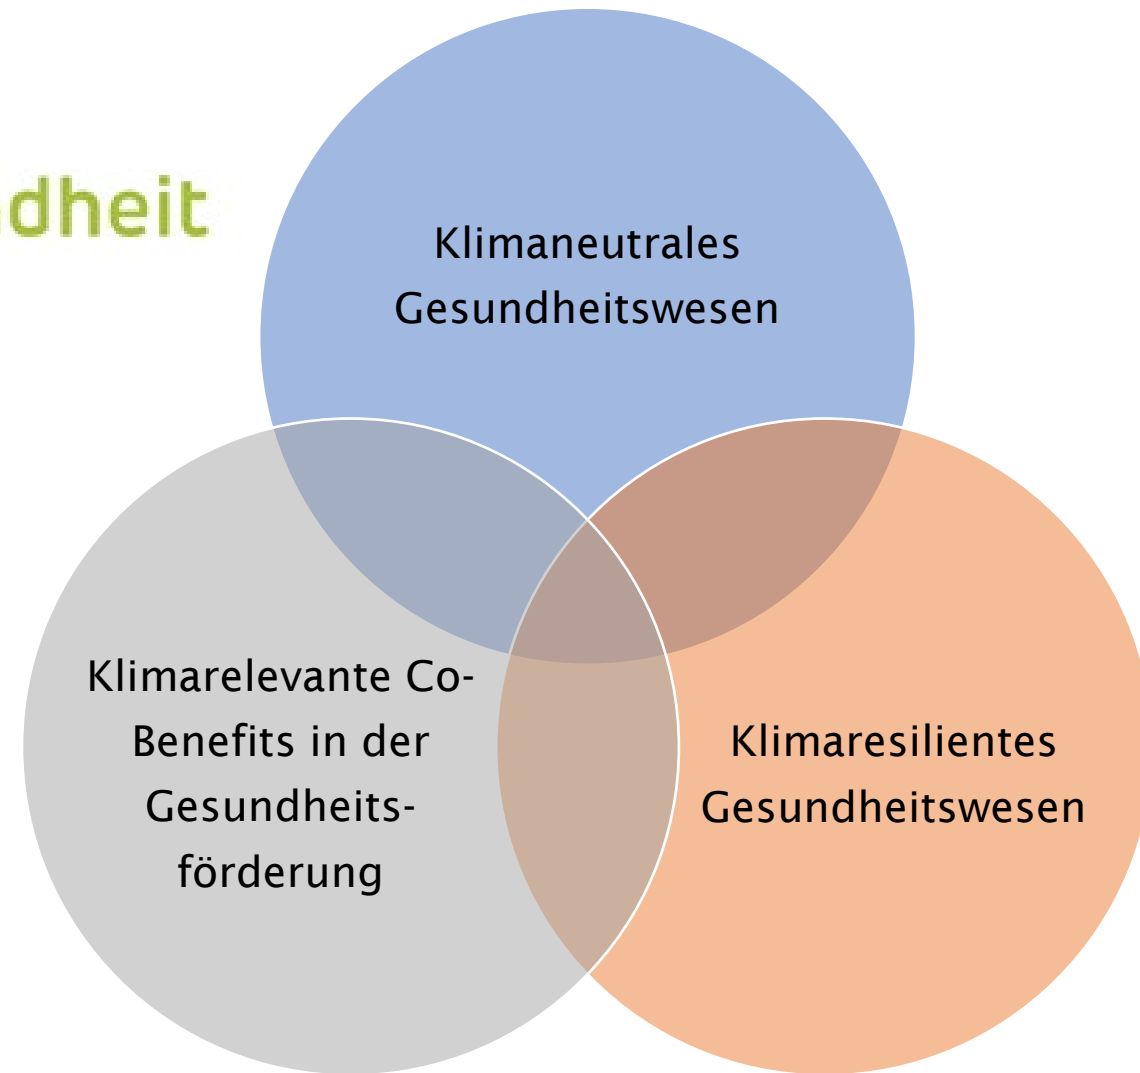 dheit
Klimaneutrales
Gesundheitswesen
Klimarelevante Co-
Benefits in der
Gesundheits-
förderung
Klimaresilientes
Gesundheitswesen